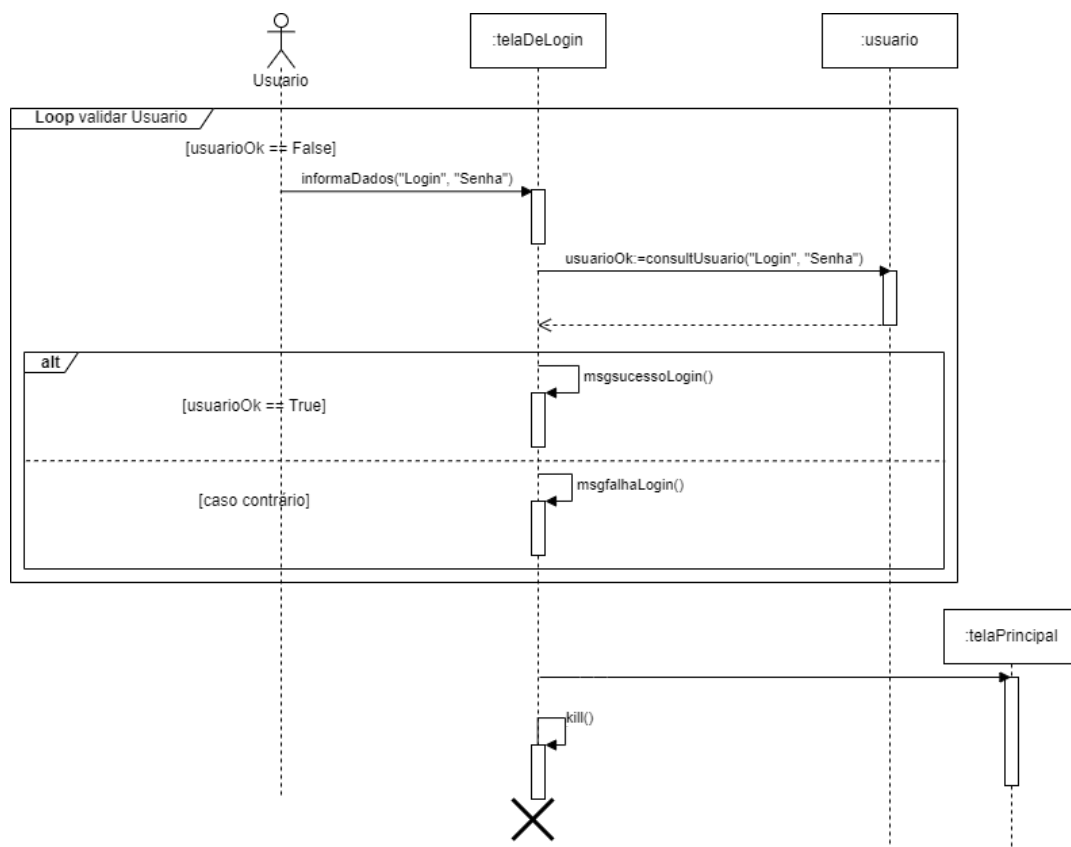 :telaDeLogin
:usuario
Usuario
Loop validar Usuario
[usuarioOk == False]
informaDados("Login", "Senha")
usuarioOk:=consultUsuario("Login", "Senha")
alt
msgsucessoLogin()
[usuarioOk == True]
msgfalhaLogin()
[caso contrário]
:telaPrincipal
kill()